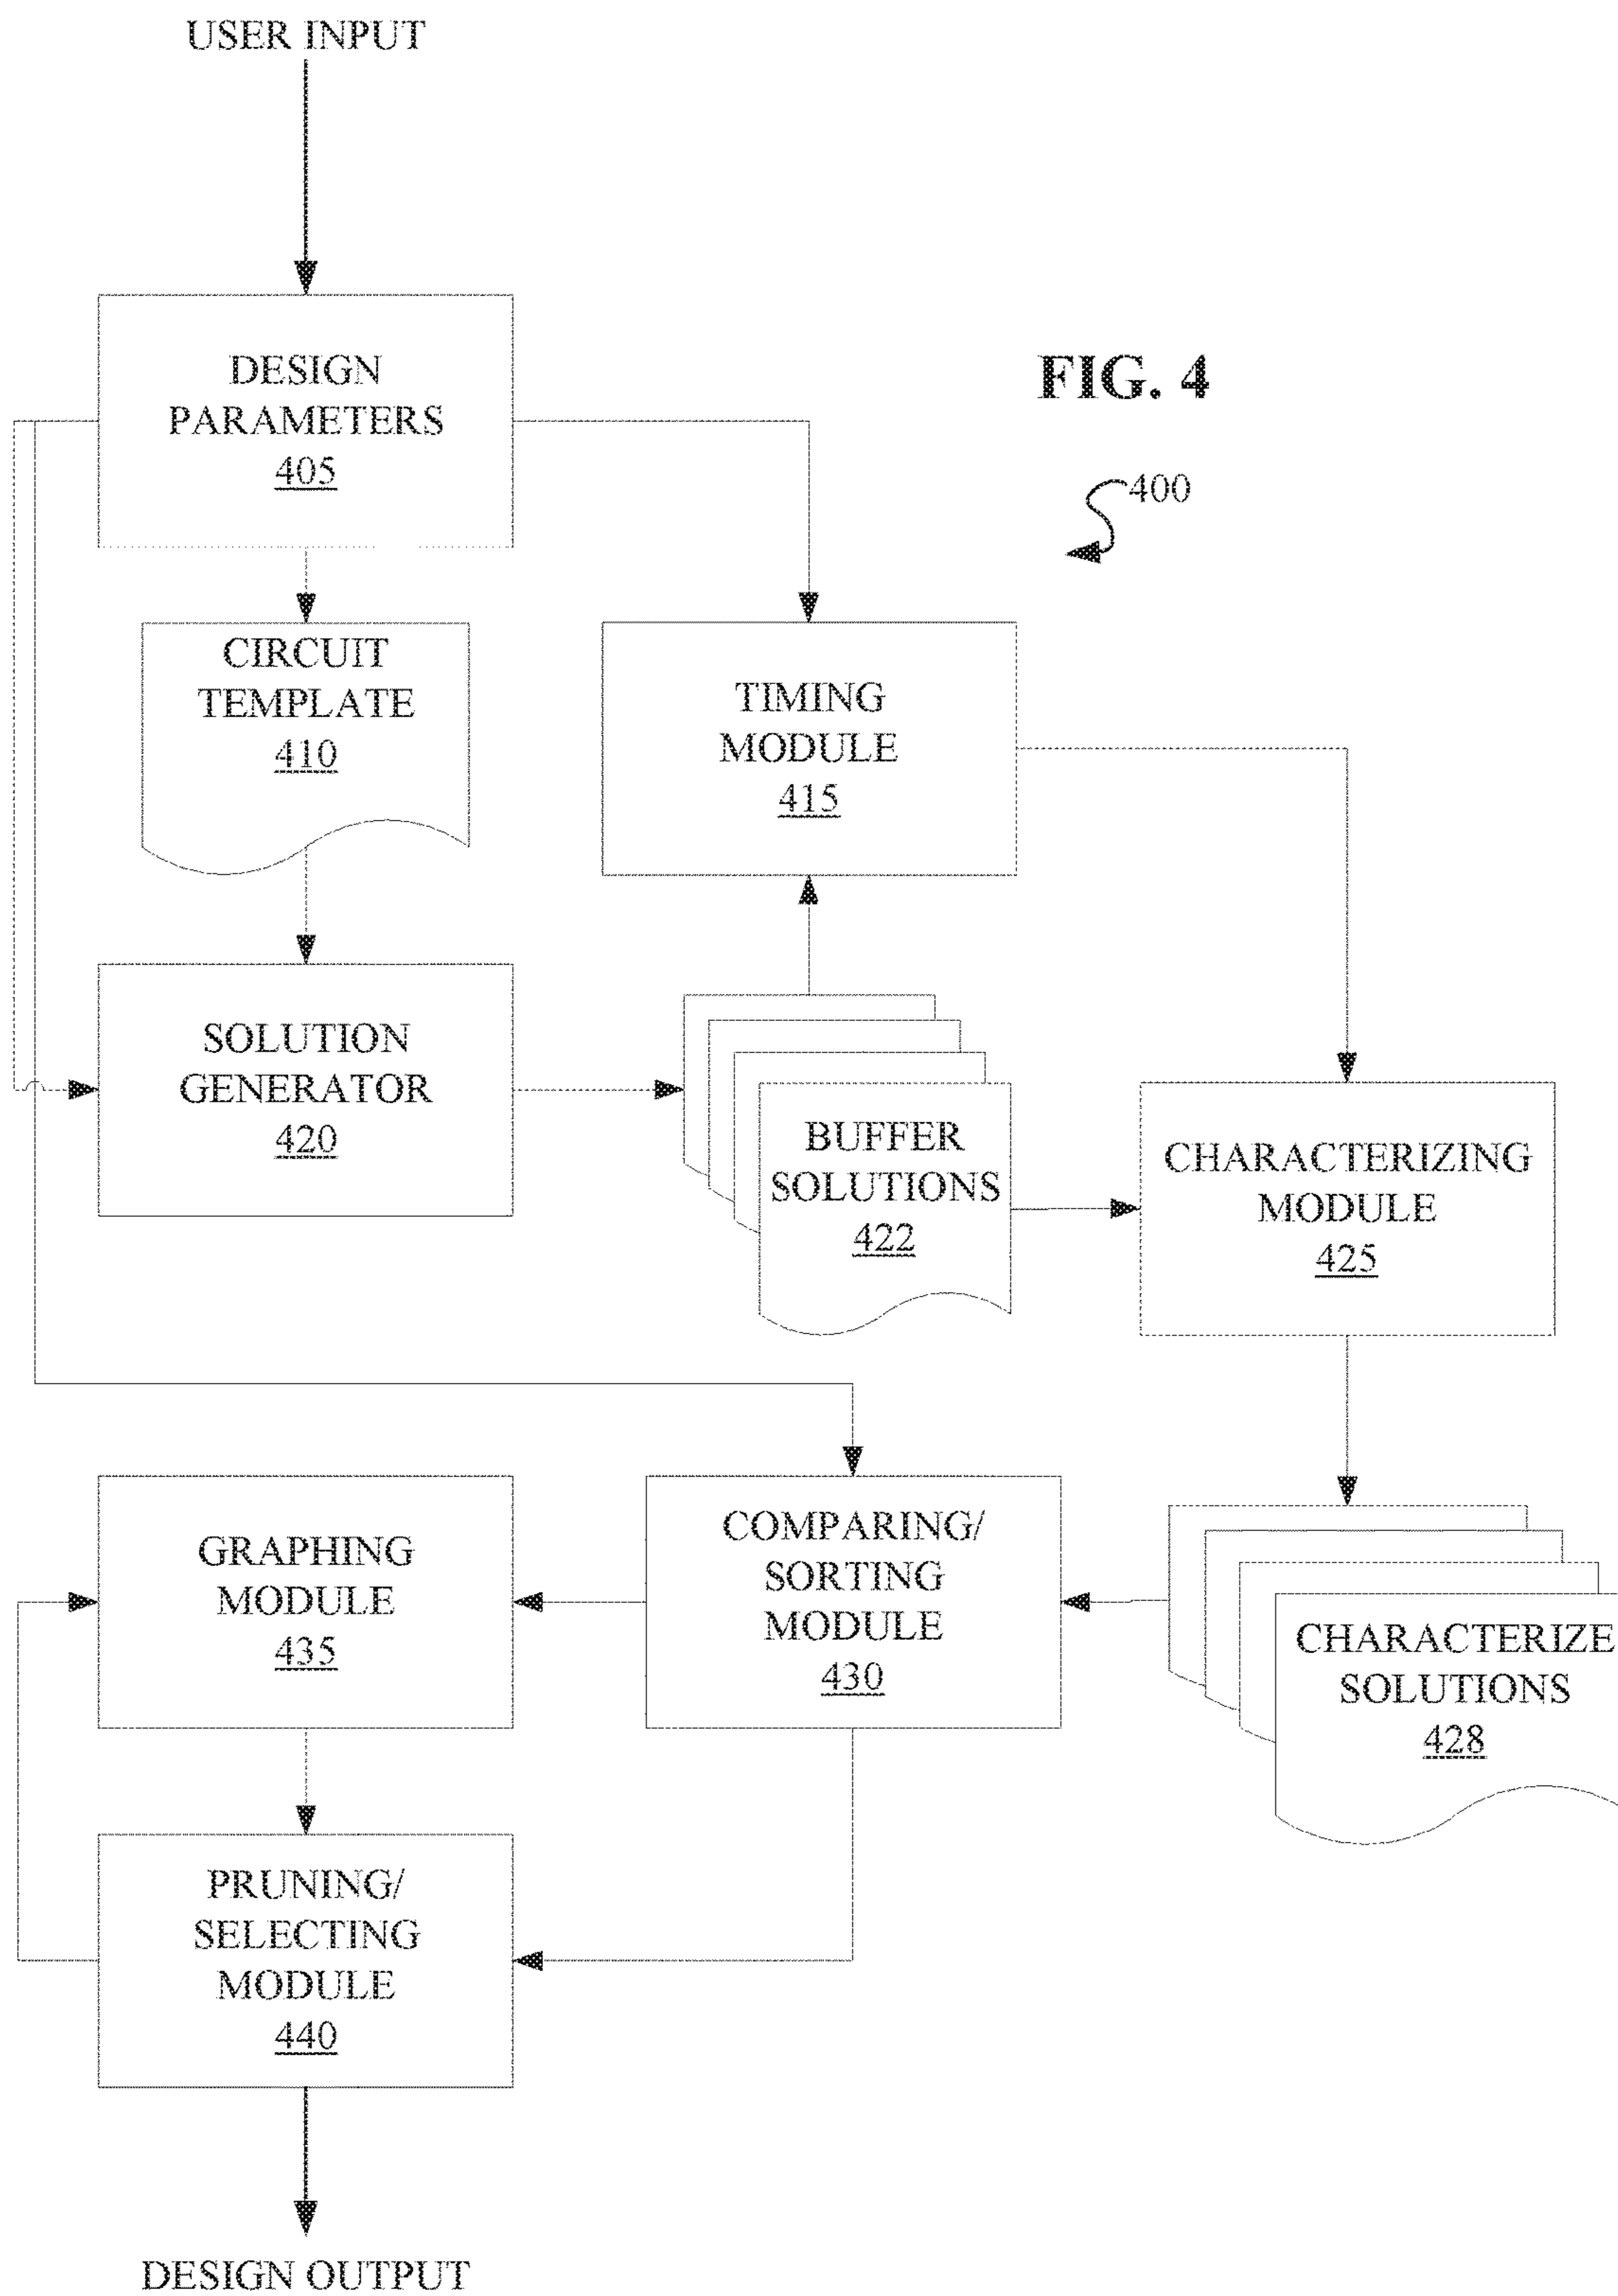 USER INPUT
DESIGN
PARAMETERS
405
FIG. 4
400
CIRCUIT
TEMPLATE
410
TIMING
MODULE
415
SOLUTION
GENERATOR
420
BUFFER
SOLUTIONS
422
CHARACTERIZING
MODULE
425
GRAPHING
MODULE
435
COMPARING/
SORTING
MODULE
430
CHARACTERIZE
SOLUTIONS
428
PRUNING/
SELECTING
MODULE
440
DESIGN OUTPUT